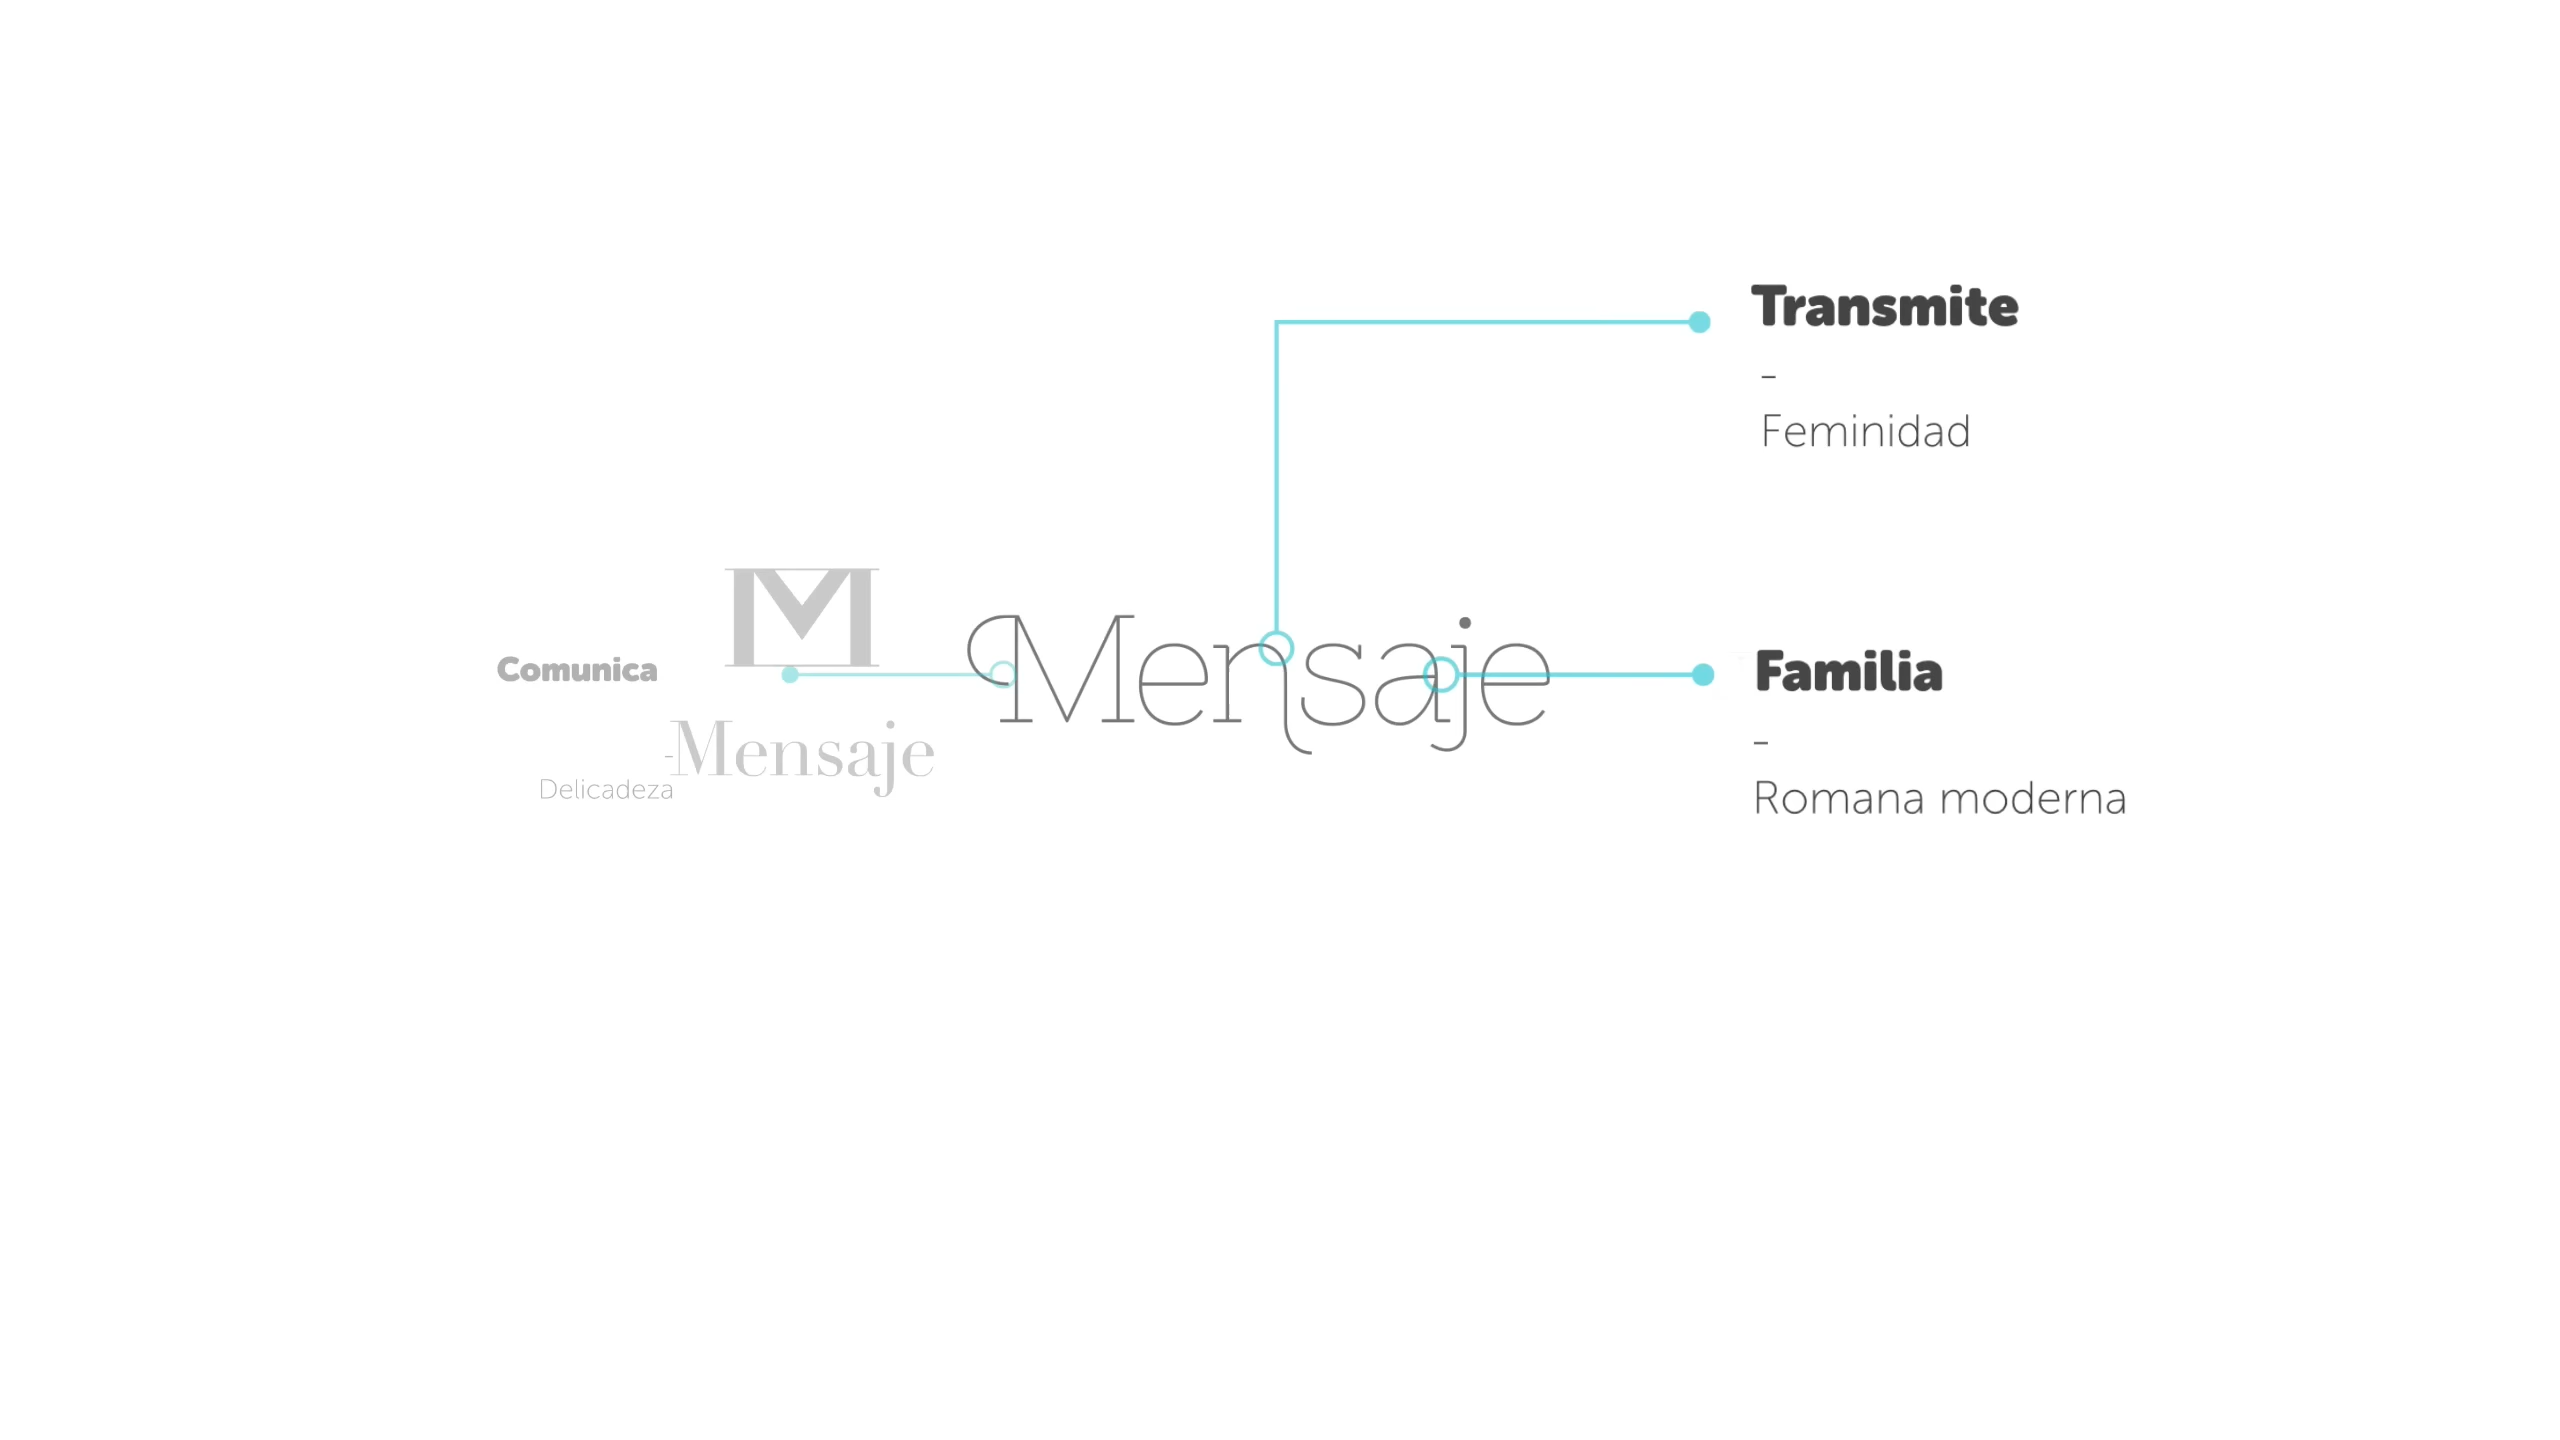 Transmite
-
Feminidad
M
Comunica
Mensaje
Familia
-Mensaje
-
Delicadeza
Romana moderna